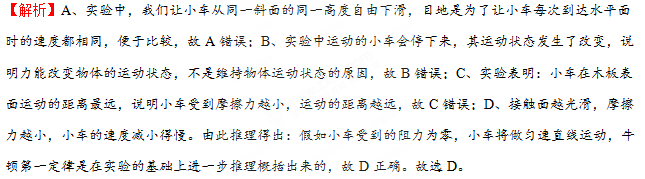 【解析】A、实验中，我们让小车从同一斜面的同一高度自由下滑，目地是为了让小车每次到达水平面
时的速度都相同，便于比较，故 A 错误；B、实验中运动的小车会停下来，其运动状态发生了改变，说
明力能改变物体的运动状态，不是维持物体运动状态的原因，故 B 错误；C、实验表明：小车在木板表
面运动的距离最远，说明小车受到摩擦力越小，运动的距离越远，故 C 错误；D、接触面越光滑，摩擦
力越小，小车的速度减小得慢。由此推理得出：假如小车受到的阻力为零，小车将做匀速直线运动，牛
顿第一定律是在实验的基础上进一步推理概括出来的，故 D 正确。故选 D。